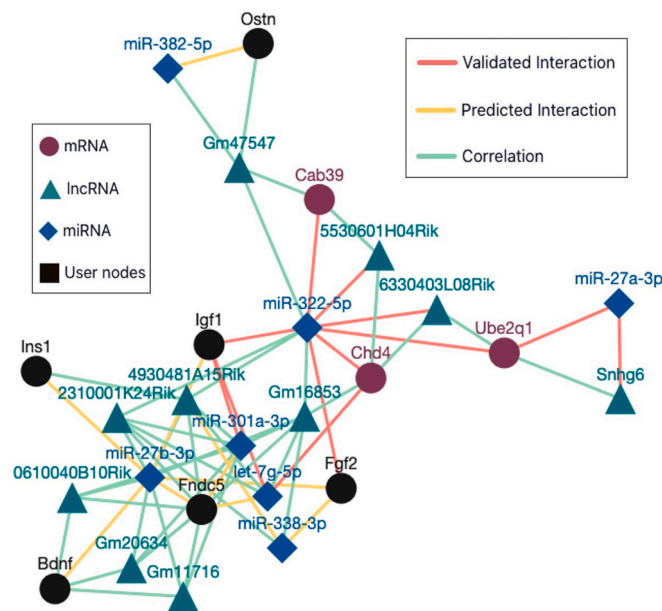 Ostn
miR-382-5p
Validated Interaction
Predicted Interaction
Correlation
mRNA
lncRNA
miRNA
User nodes
Gm47547
Cab39
5530601H04Rik
6330403L08Rik
miR-27a-3p
miR-322-5p
Igf1
Ube2q1
Ins1
Chd4
4930481A15Rik
Snhg6
2310001K24Rik
Gm16853
miR-301a-3p
miR-27b-3p
0610040B10Rik
let-7g-5p
Fgf2
Fndc5
miR-338-3p
Gm20634
Bdnf
Gm11716